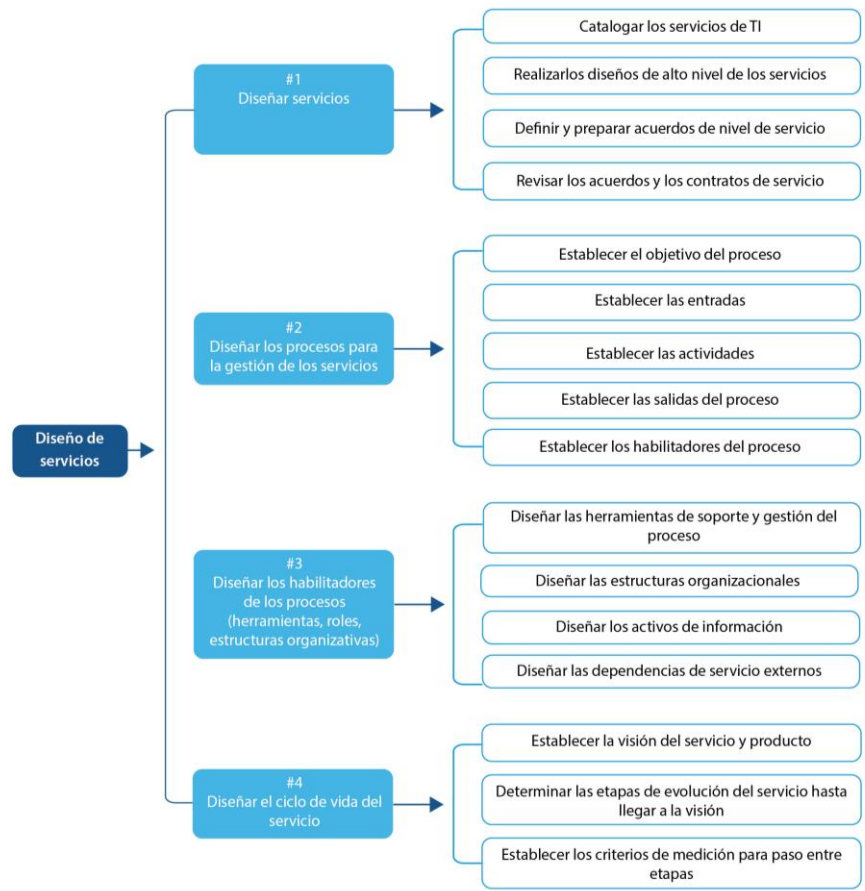 Diseño de
servicios
#1
Diseñar servicios
Catalogar los servicios de TI
Realizarlos diseños de alto nivel de los servicios
Definir y preparar acuerdos de nivel de servicio
Revisar los acuerdos y los contratos de servicio
#2
Diseñar los procesos para
la gestión de los servicios
Establecer el objetivo del proceso
Establecer las entradas
Establecer las actividades
Establecer las salidas del proceso
Establecer los habilitadores del proceso
#3
Diseñar los habilitadores
de los procesos
(herramientas, roles,
estructuras organizativas)
Diseñar las herramientas de soporte y gestión del
proceso
Diseñar las estructuras organizacionales
Diseñar los activos de información
Diseñar las dependencias de servicio externos
#4
Diseñar el ciclo de vida del
servicio
Establecer la visión del servicio y producto
Determinar las etapas de evolución del servicio hasta
llegar a la visión
Establecer los criterios de medición para paso entre
etapas